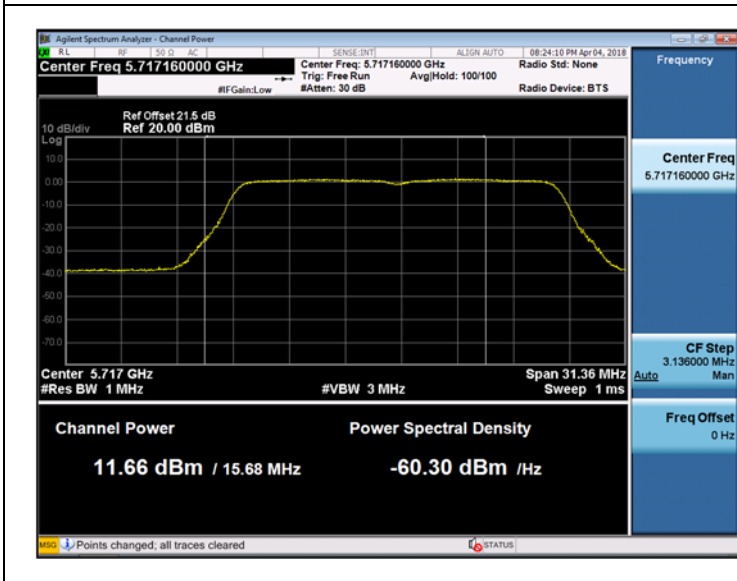 Agilent Spectrum Analyzer - Channel Power
RL RF 50 Ω AC SENSE:INT ALIGN AUTO 08:24:10 PM Apr 04, 2018
Center Freq 5.717160000 GHz
Center Freq: 5.717160000 GHz Radio Std: None
Trig: Free Run Avg|Hold: 100/100
#IFGain:Low #Atten: 30 dB Radio Device: BTS
Ref Offset 21.5 dB
10 dB/div Ref 20.00 dBm
Log
10.0
0.00
-10.0
-20.0
-30.0
-40.0
-50.0
-60.0
-70.0
Center 5.717 GHz Span 31.36 MHz
#Res BW 1 MHz #VBW 3 MHz Sweep 1 ms
Channel Power Power Spectral Density
11.66 dBm / 15.68 MHz -60.30 dBm /Hz
MSG Points changed; all traces cleared STATUS
Frequency
Center Freq
5.717160000 GHz
CF Step
3.136000 MHz
Auto Man
Freq Offset
0 Hz